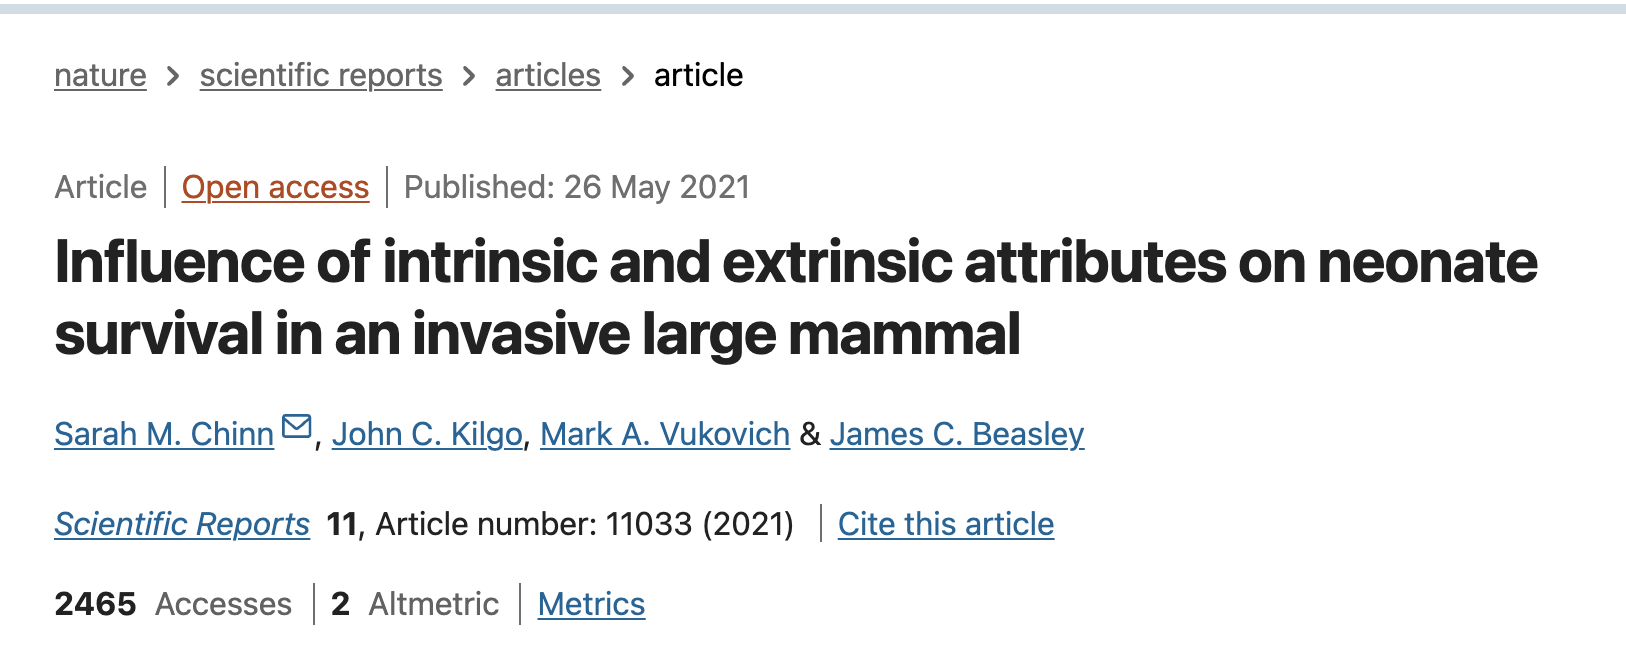 nature > scientific reports > articles > article
Article | Open access | Published: 26 May 2021
Influence of intrinsic and extrinsic attributes on neonate
survival in an invasive large mammal
Sarah M. Chinn, John C. Kilgo, Mark A. Vukovich & James C. Beasley
Scientific Reports 11, Article number: 11033 (2021) | Cite this article
2465 Accesses | 2 Altmetric | Metrics